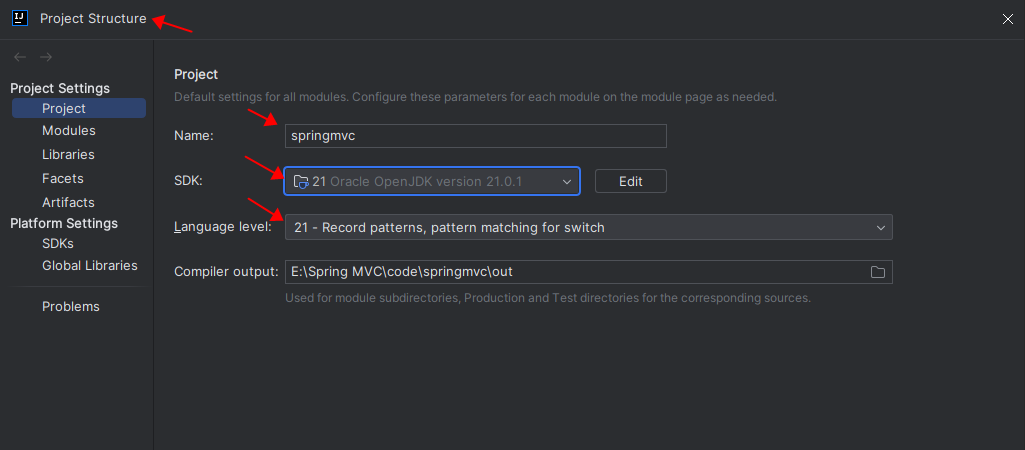 IJ Project Structure
Project Settings
Project
Modules
Libraries
Facets
Artifacts
Platform Settings
SDKs
Global Libraries
Problems
Project
Default settings for all modules. Configure these parameters for each module on the module page as needed.
Name: springmvc
SDK: 21 Oracle OpenJDK version 21.0.1 Edit
Language level: 21 - Record patterns, pattern matching for switch
Compiler output: E:\Spring MVC\code\springmvc\out
Used for module subdirectories, Production and Test directories for the corresponding sources.